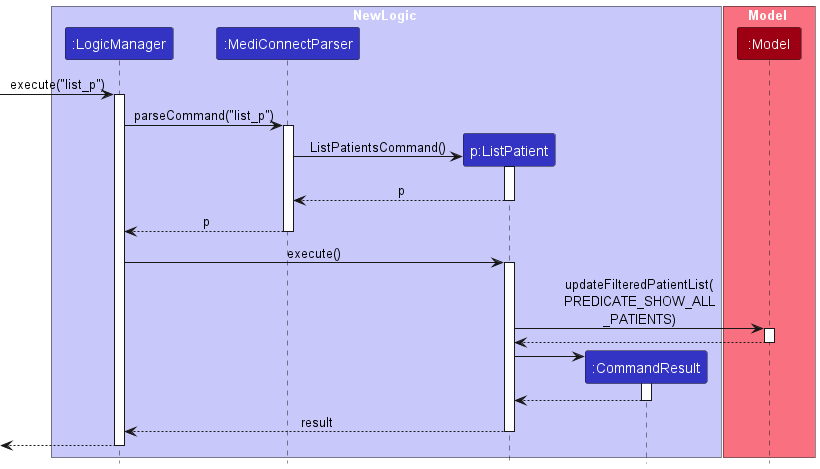 NewLogic
Model
:LogicManager
:MediConnectParser
:Model
execute("list_p")
parseCommand("list_p")
ListPatientsCommand()
p:ListPatient
p
p
execute()
updateFilteredPatientList(
PREDICATE_SHOW_ALL
_PATIENTS)
:CommandResult
result